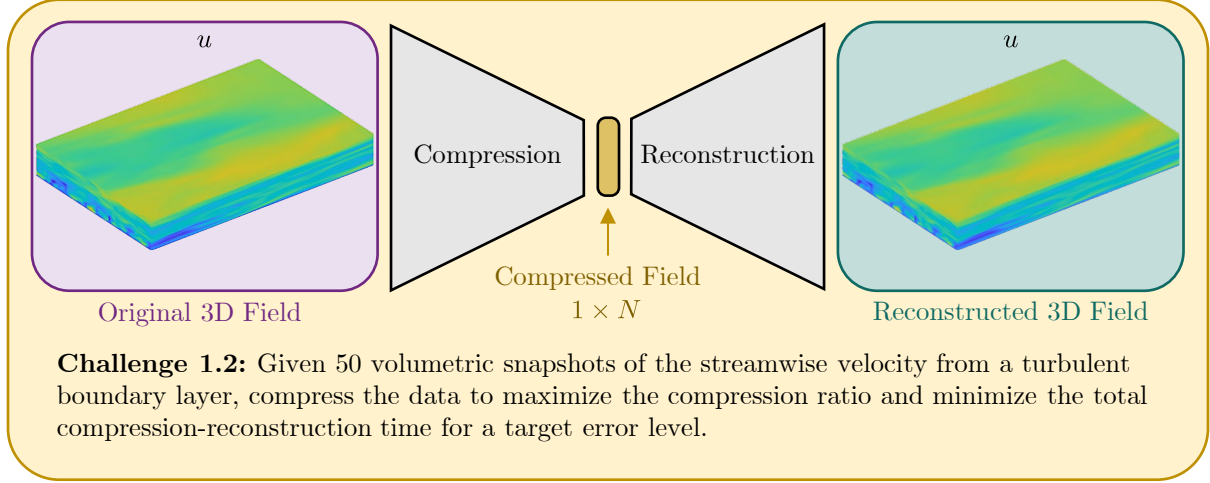 u
u
Compression
Reconstruction
Compressed Field
1 × N
Original 3D Field
Reconstructed 3D Field
Challenge 1.2: Given 50 volumetric snapshots of the streamwise velocity from a turbulent
boundary layer, compress the data to maximize the compression ratio and minimize the total
compression-reconstruction time for a target error level.